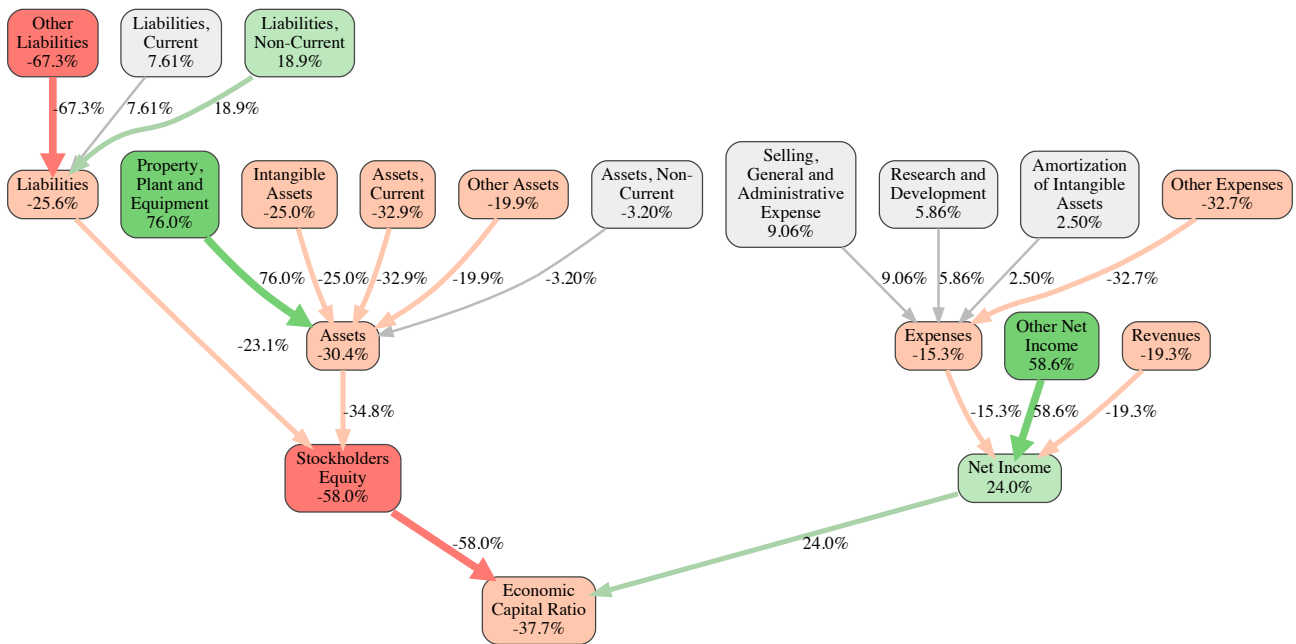 Other
Liabilities
-67.3%
Liabilities,
Current
7.61%
Liabilities,
Non-Current
18.9%
-67.3%
7.61%
18.9%
Liabilities
-25.6%
Property,
Plant and
Equipment
76.0%
Intangible
Assets
-25.0%
Assets,
Current
-32.9%
Other Assets
-19.9%
Assets, Non-
Current
-3.20%
Selling,
General and
Administrative
Expense
9.06%
Research and
Development
5.86%
Amortization
of Intangible
Assets
2.50%
Other Expenses
-32.7%
76.0%
-25.0%
-32.9%
-19.9%
-3.20%
9.06%
5.86%
2.50%
-32.7%
-23.1%
Assets
-30.4%
Expenses
-15.3%
Other Net
Income
58.6%
Revenues
-19.3%
-34.8%
-15.3%
58.6%
-19.3%
Stockholders
Equity
-58.0%
Net Income
24.0%
-58.0%
24.0%
Economic
Capital Ratio
-37.7%